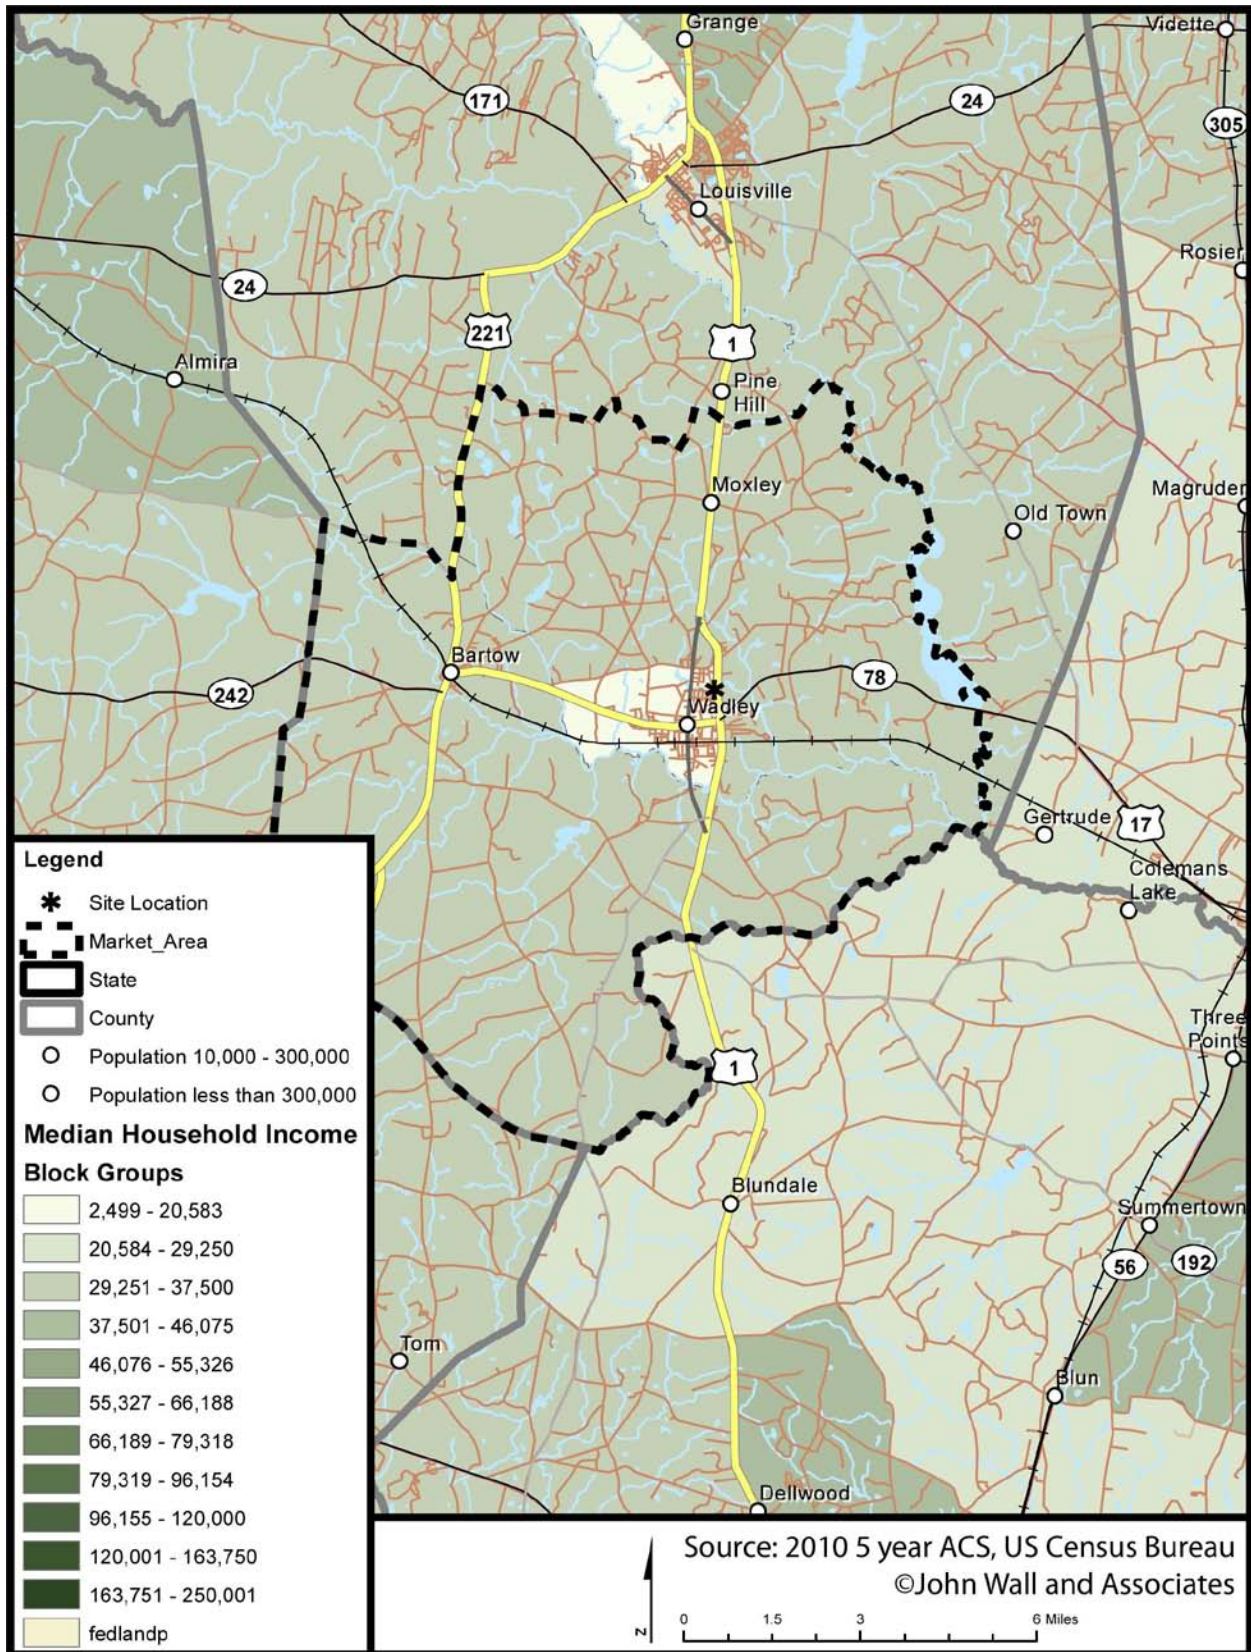 Grange
Vidette
171
24
305
Louisville
Rosier
24
221
1
Almira
Pine
Hill
Moxley
Magruder
Old Town
Bartow
242
78
Wadley
Gertrude
17
Colemans
Lake
Three
Points
1
Blundale
Summertown
56
192
Tom
Blun
Dellwood
Legend
Site Location
Market_Area
State
County
Population 10,000 - 300,000
Population less than 300,000
Median Household Income
Block Groups
2,499 - 20,583
20,584 - 29,250
29,251 - 37,500
37,501 - 46,075
46,076 - 55,326
55,327 - 66,188
66,189 - 79,318
79,319 - 96,154
96,155 - 120,000
120,001 - 163,750
163,751 - 250,001
fedlandp
Source: 2010 5 year ACS, US Census Bureau
©John Wall and Associates
N
0 1.5 3 6 Miles